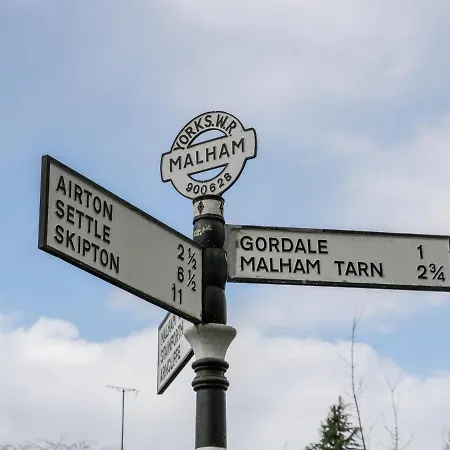 YORKS. W.R.
MALHAM
900628
AIRTON 2½
SETTLE 6½
SKIPTON 11
GORDALE 1
MALHAM TARN 2¾